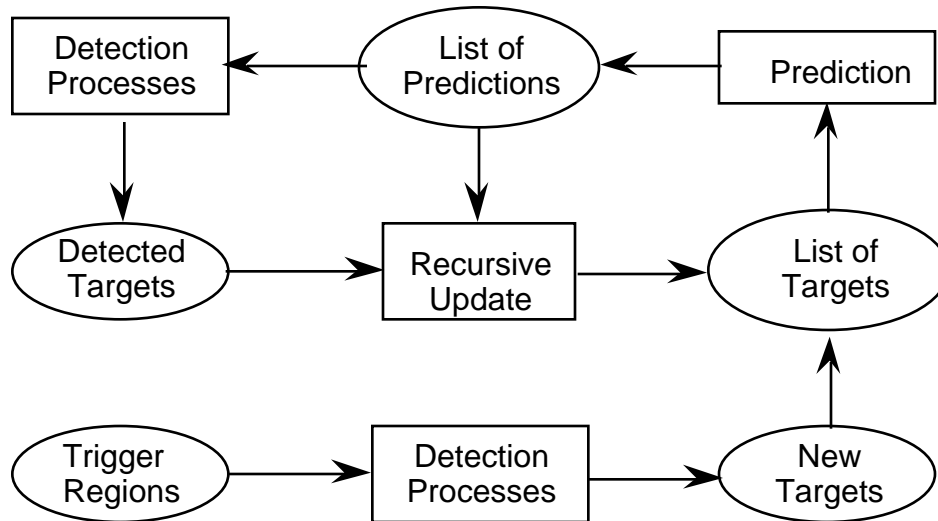 Detection
Processes
List of
Predictions
Prediction
Detected
Targets
Recursive
Update
List of
Targets
Trigger
Regions
Detection
Processes
New
Targets